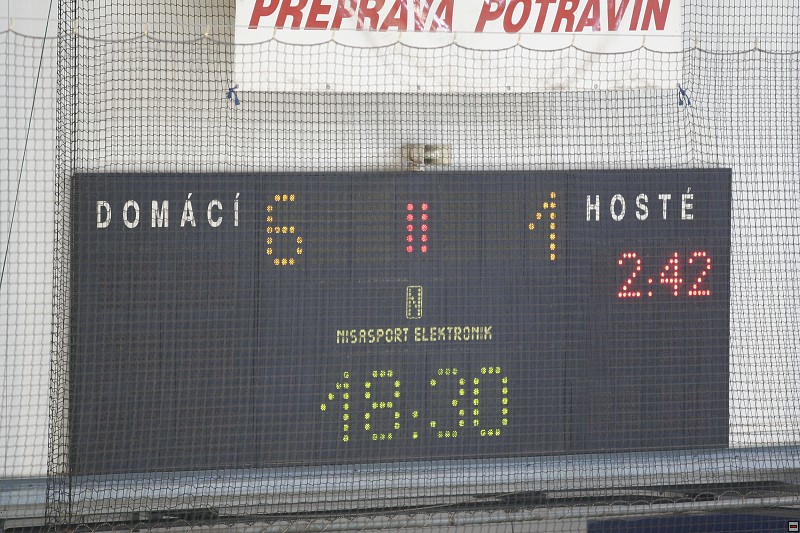 PŘEPRAVA POTRAVIN
DOMÁCÍ 6 II 1 HOSTÉ
2:42
N
NISASPORT ELEKTRONIK
18:30